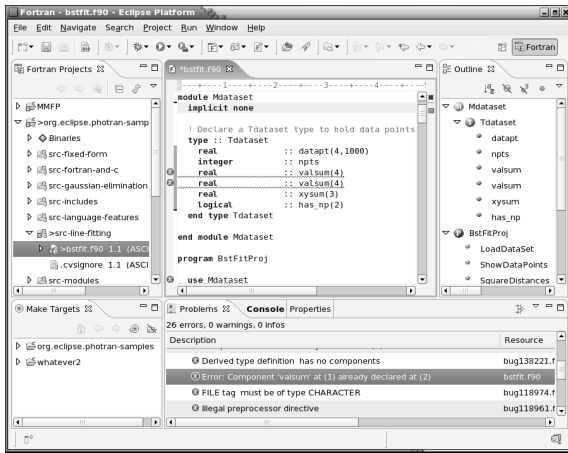 Fortran - bstfit.f90 - Eclipse Platform
File Edit Navigate Search Project Run Window Help
Fortran
Fortran Projects
MMFP
>org.eclipse.photran-samp
Binaries
src-fixed-form
src-fortran-and-c
src-gaussian-elimination
src-includes
src-language-features
>src-line-fitting
>bstfit.f90 1.1 (ASCI
.cvsignore 1.1 (ASCI
src-modules
*bstfit.f90
----+----1----+----2----+----3----+----4----+----
module Mdataset
implicit none
! Declare a Tdataset type to hold data points
type :: Tdataset
real :: datapt(4,1000)
integer :: npts
real :: valsum(4)
real :: valsum(4)
real :: xysum(3)
logical :: has_np(2)
end type Tdataset
end module Mdataset
program BstFitProj
use Mdataset
Outline
Mdataset
Tdataset
datapt
npts
valsum
valsum
xysum
has_np
BstFitProj
LoadDataSet
ShowDataPoints
SquareDistances
Make Targets
org.eclipse.photran-samples
whatever2
Problems Console Properties
26 errors, 0 warnings, 0 infos
Description Resource
Derived type definition has no components bug138221.f
Error: Component 'valsum' at (1) already declared at (2) bstfit.f90
FILE tag must be of type CHARACTER bug118974.f
Illegal preprocessor directive bug118961.f